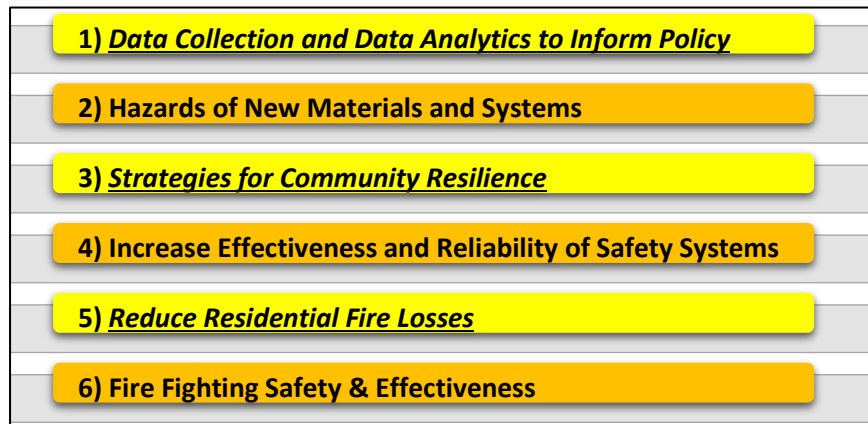 1) Data Collection and Data Analytics to Inform Policy
2) Hazards of New Materials and Systems
3) Strategies for Community Resilience
4) Increase Effectiveness and Reliability of Safety Systems
5) Reduce Residential Fire Losses
6) Fire Fighting Safety & Effectiveness